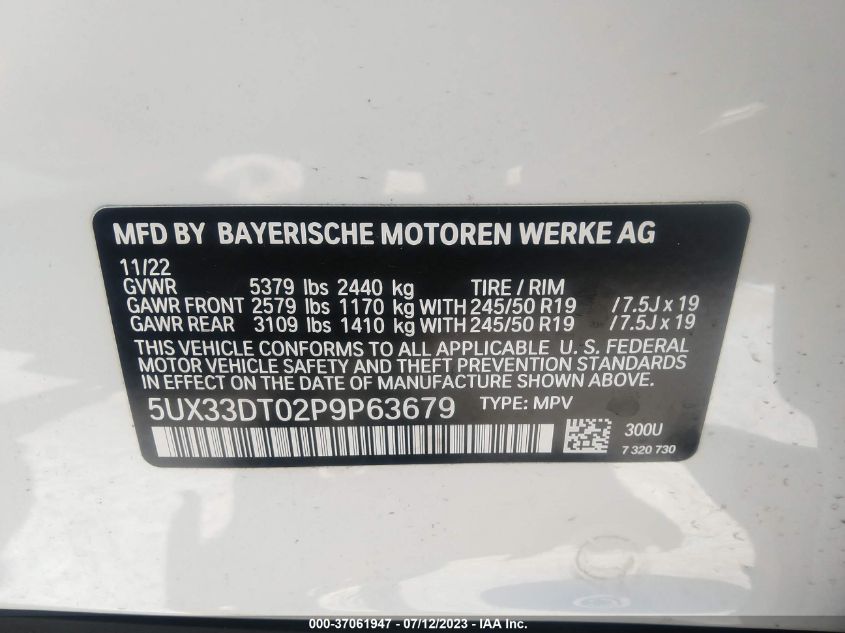 MFD BY BAYERISCHE MOTOREN WERKE AG
11/22
GVWR 5379 lbs 2440 kg TIRE / RIM
GAWR FRONT 2579 lbs 1170 kg WITH 245/50 R19 / 7.5J x 19
GAWR REAR 3109 lbs 1410 kg WITH 245/50 R19 / 7.5J x 19
THIS VEHICLE CONFORMS TO ALL APPLICABLE U. S. FEDERAL
MOTOR VEHICLE SAFETY AND THEFT PREVENTION STANDARDS
IN EFFECT ON THE DATE OF MANUFACTURE SHOWN ABOVE.
5UX33DT02P9P63679 TYPE: MPV
300U
7 320 730
000-37061947 - 07/12/2023 - © IAA Inc.